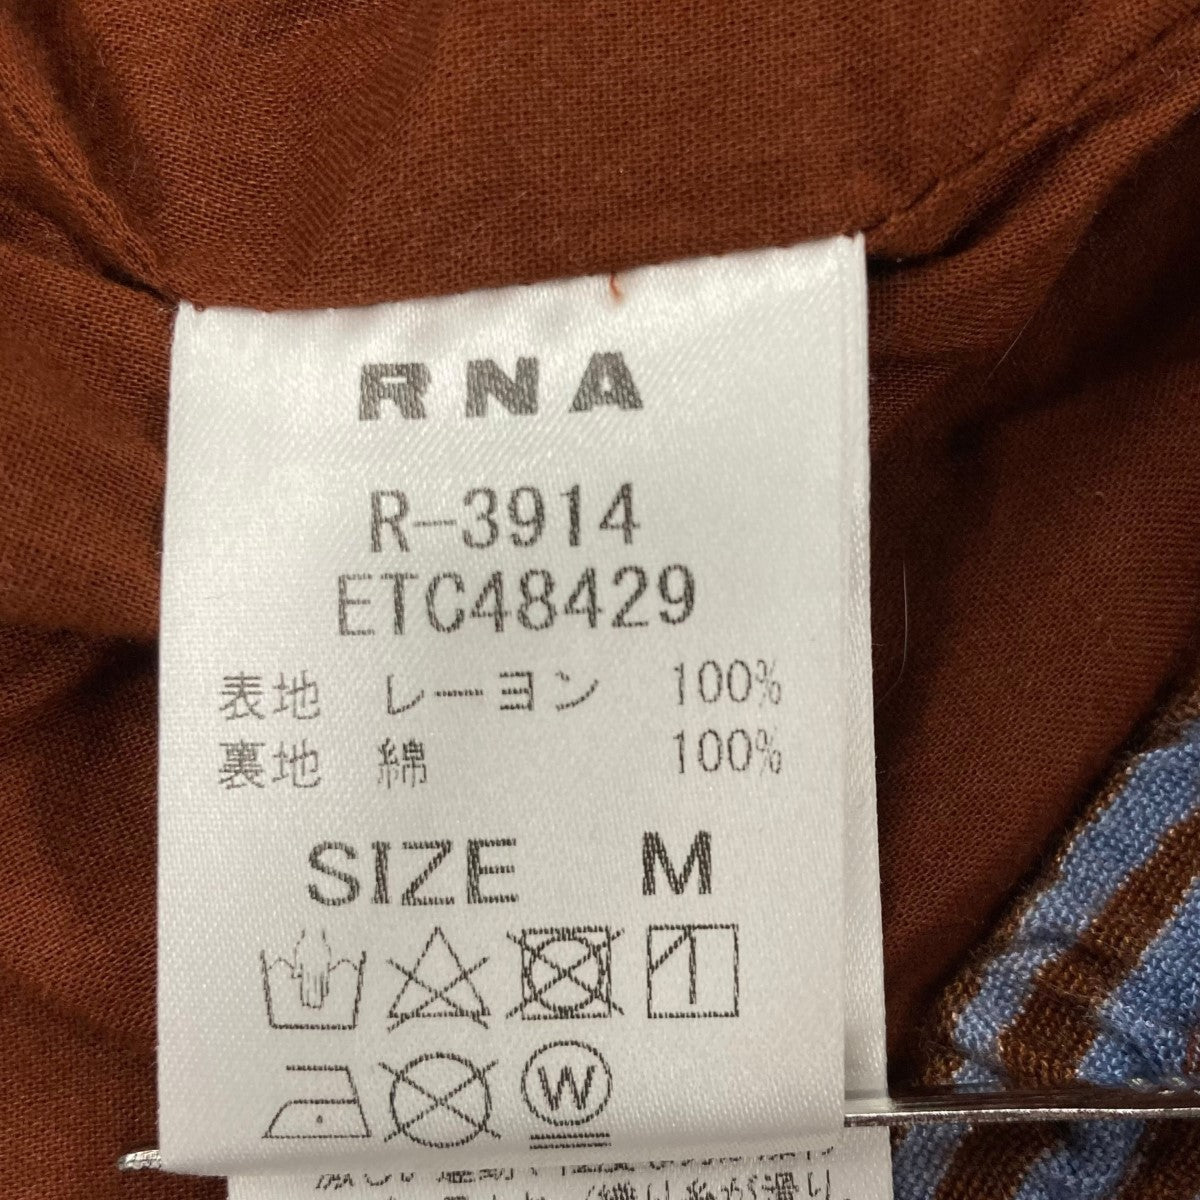 RNA
R-3914
ETC48429
表地 レーヨン 100%
裏地 綿 100%
SIZE M
W